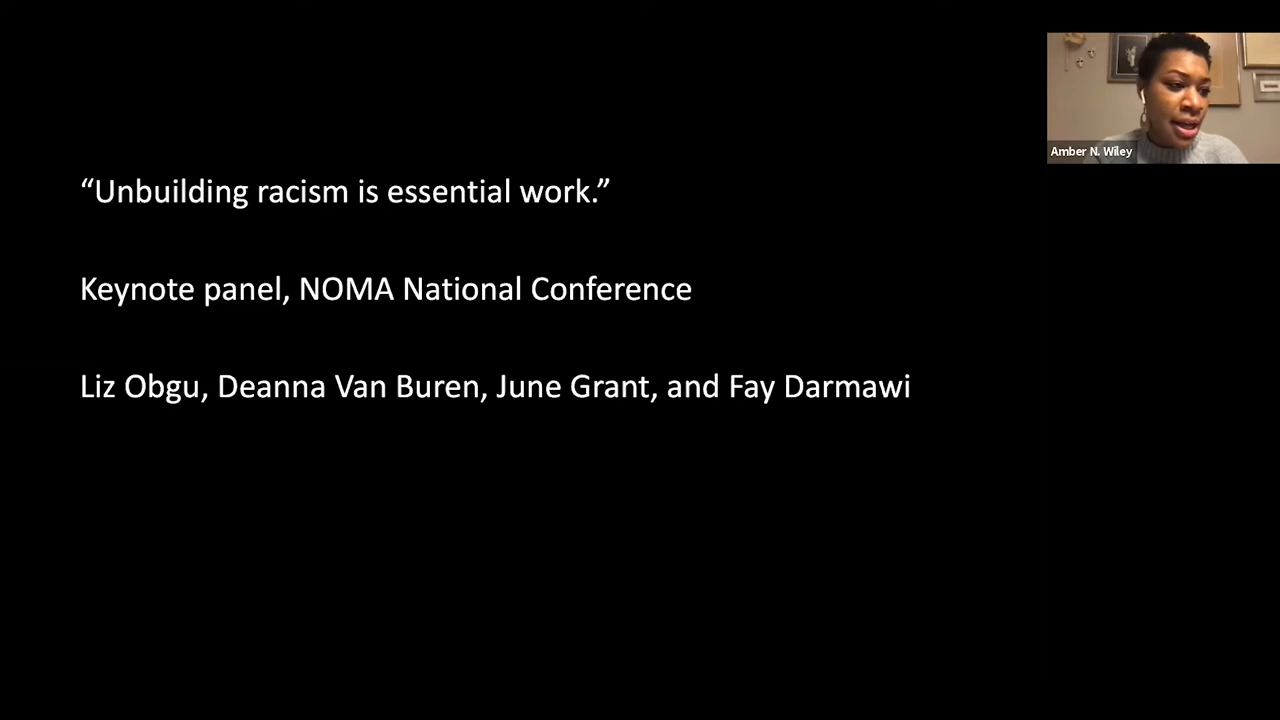 “Unbuilding racism is essential work.”
Keynote panel, NOMA National Conference
Liz Obgu, Deanna Van Buren, June Grant, and Fay Darmawi
Amber N. Wiley